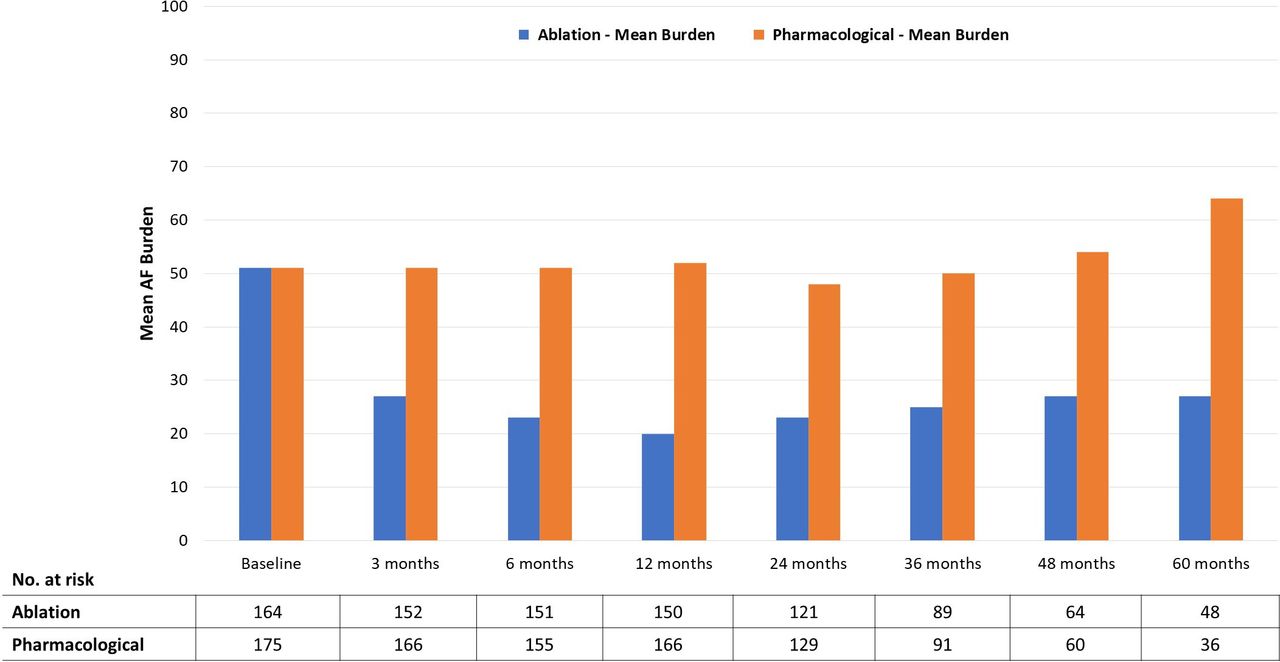 100
Ablation - Mean Burden Pharmacological - Mean Burden
90
80
70
60
50
40
30
20
10
0
Mean AF Burden
Baseline 3 months 6 months 12 months 24 months 36 months 48 months 60 months
No. at risk
Ablation 164 152 151 150 121 89 64 48
Pharmacological 175 166 155 166 129 91 60 36